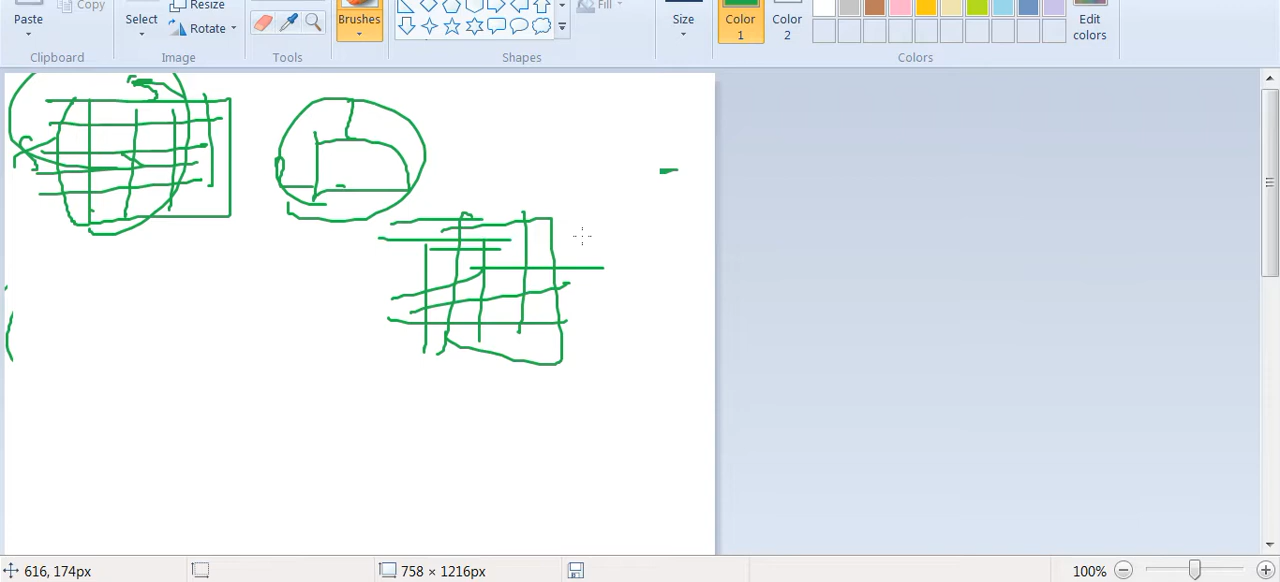 Paste
Copy
Clipboard
Select
Resize
Rotate
Image
Tools
Brushes
Shapes
Fill
Size
Color
1
Color
2
Edit
colors
Colors
616, 174px
758 × 1216px
100%